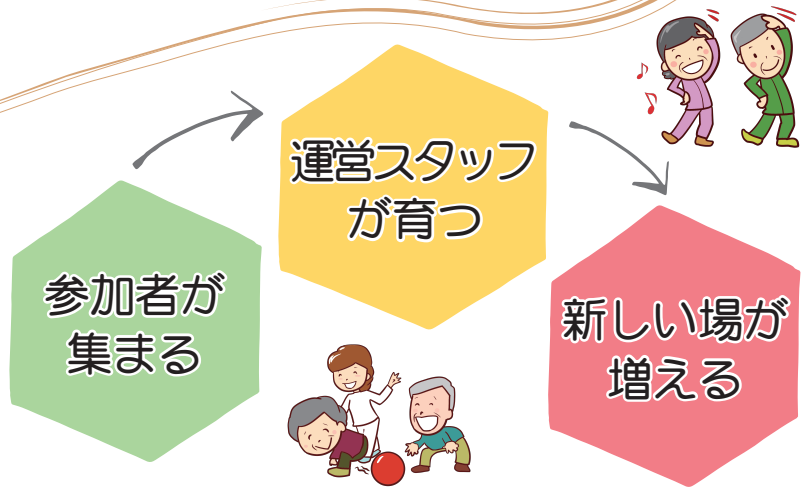 参加者が
集まる
運営スタッフ
が育つ
新しい場が
増える